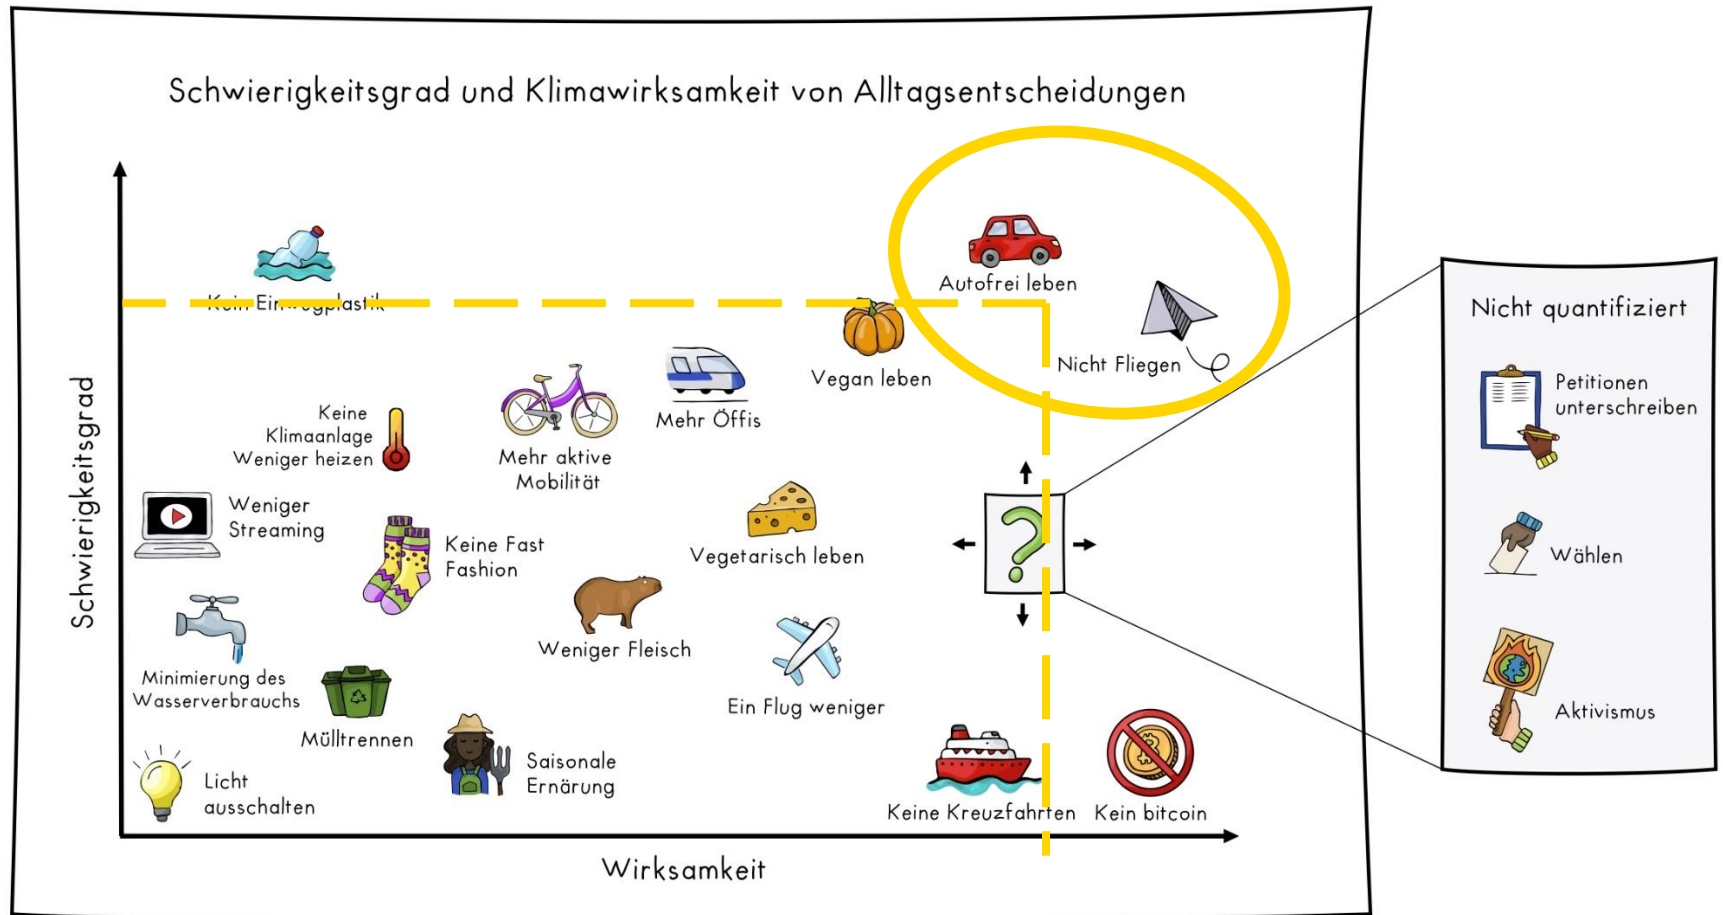 Schwierigkeitsgrad und Klimawirksamkeit von Alltagsentscheidungen
Schwierigkeitsgrad
Kein Einwegplastik
Autofrei leben
Nicht Fliegen
Vegan leben
Mehr Öffis
Mehr aktive
Mobilität
Keine
Klimaanlage
Weniger heizen
Weniger
Streaming
Keine Fast
Fashion
Vegetarisch leben
?
Weniger Fleisch
Minimierung des
Wasserverbrauchs
Ein Flug weniger
Mülltrennen
Saisonale
Ernärung
Licht
ausschalten
Keine Kreuzfahrten
Kein bitcoin
Wirksamkeit
Nicht quantifiziert
Petitionen
unterschreiben
Wählen
Aktivismus